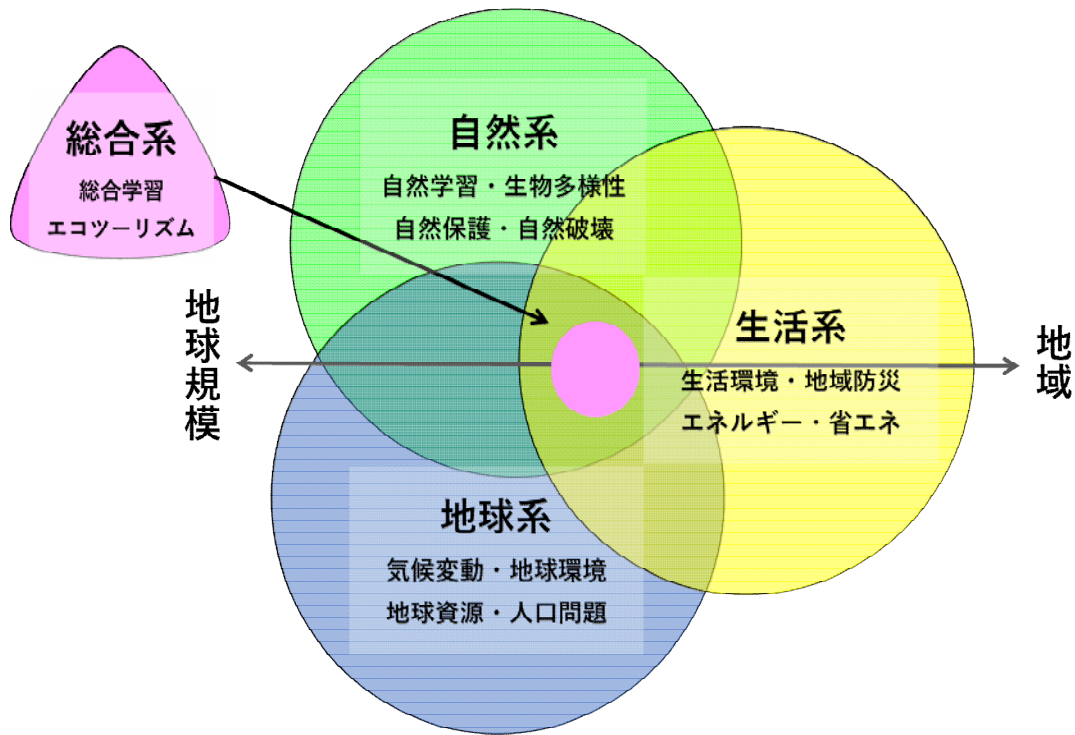 総合系
総合学習
エコツーリズム
自然系
自然学習・生物多様性
自然保護・自然破壊
地球規模
生活系
生活環境・地域防災
エネルギー・省エネ
地域
地球系
気候変動・地球環境
地球資源・人口問題